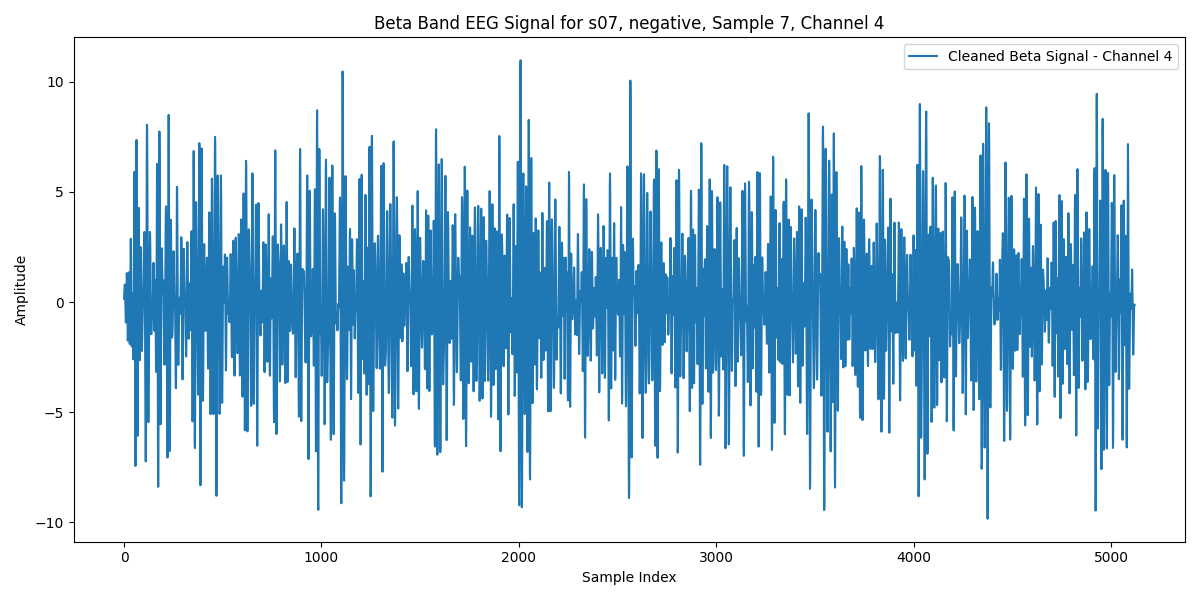 Beta Band EEG Signal for s07, negative, Sample 7, Channel 4
Cleaned Beta Signal - Channel 4
10
5
0
−5
−10
Amplitude
0 1000 2000 3000 4000 5000
Sample Index